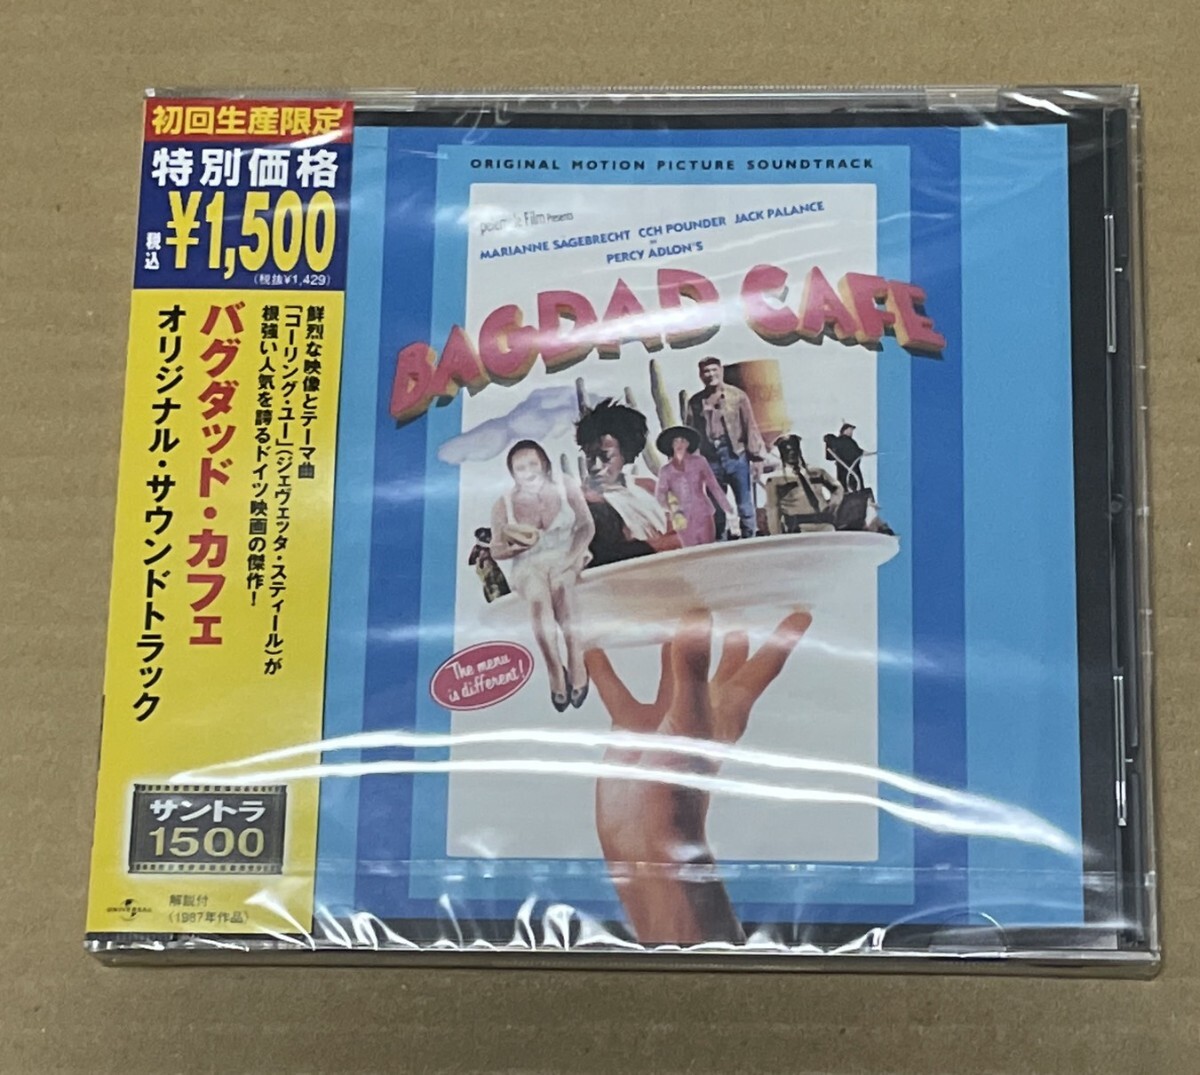 初回生産限定
特別価格
税込 ¥1,500
(税抜¥1,429)
鮮烈な映像とテーマ曲
「コーリング・ユー」(ジェヴェッタ・スティール)が
根強い人気を誇るドイツ映画の傑作!
バグダッド・カフェ
オリジナル・サウンドトラック
サントラ
1500
UNIVERSAL
解説付
(1987年作品)
ORIGINAL MOTION PICTURE SOUNDTRACK
Film Presents
MARIANNE SAGEBRECHT CCH POUNDER JACK PALANCE
in
PERCY ADLON'S
BAGDAD CAFE
The menu
is different!